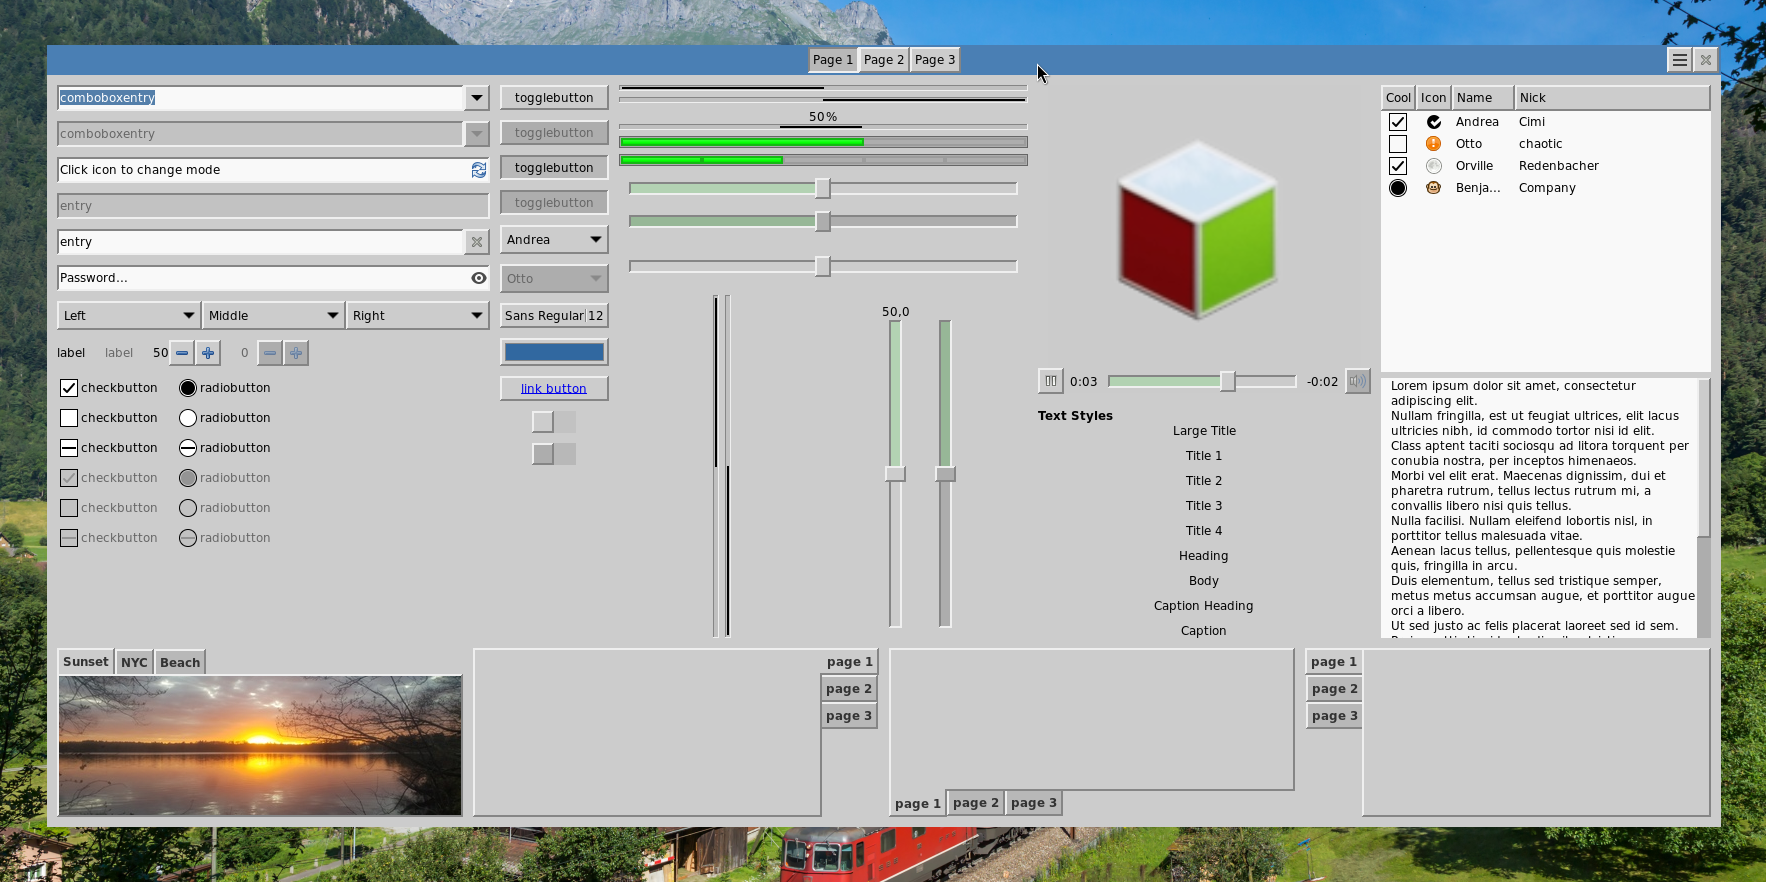 Page 1 Page 2 Page 3
comboboxentry
comboboxentry
Click icon to change mode
entry
entry
Password...
Left Middle Right
label label 50 0
checkbutton radiobutton
checkbutton radiobutton
checkbutton radiobutton
checkbutton radiobutton
checkbutton radiobutton
checkbutton radiobutton
togglebutton
togglebutton
togglebutton
togglebutton
Andrea
Otto
Sans Regular 12
link button
50 %
50,0
0:03 -0:02
Text Styles
Large Title
Title 1
Title 2
Title 3
Title 4
Heading
Body
Caption Heading
Caption
Cool Icon Name Nick
Andrea Cimi
Otto chaotic
Orville Redenbacher
Benja... Company
Lorem ipsum dolor sit amet, consectetur
adipiscing elit.
Nullam fringilla, est ut feugiat ultrices, elit lacus
ultricies nibh, id commodo tortor nisi id elit.
Class aptent taciti sociosqu ad litora torquent per
conubia nostra, per inceptos himenaeos.
Morbi vel elit erat. Maecenas dignissim, dui et
pharetra rutrum, tellus lectus rutrum mi, a
convallis libero nisi quis tellus.
Nulla facilisi. Nullam eleifend lobortis nisl, in
porttitor tellus malesuada vitae.
Aenean lacus tellus, pellentesque quis molestie
quis, fringilla in arcu.
Duis elementum, tellus sed tristique semper,
metus metus accumsan augue, et porttitor augue
orci a libero.
Ut sed justo ac felis placerat laoreet sed id sem.
Sunset NYC Beach
page 1
page 2
page 3
page 1 page 2 page 3
page 1
page 2
page 3